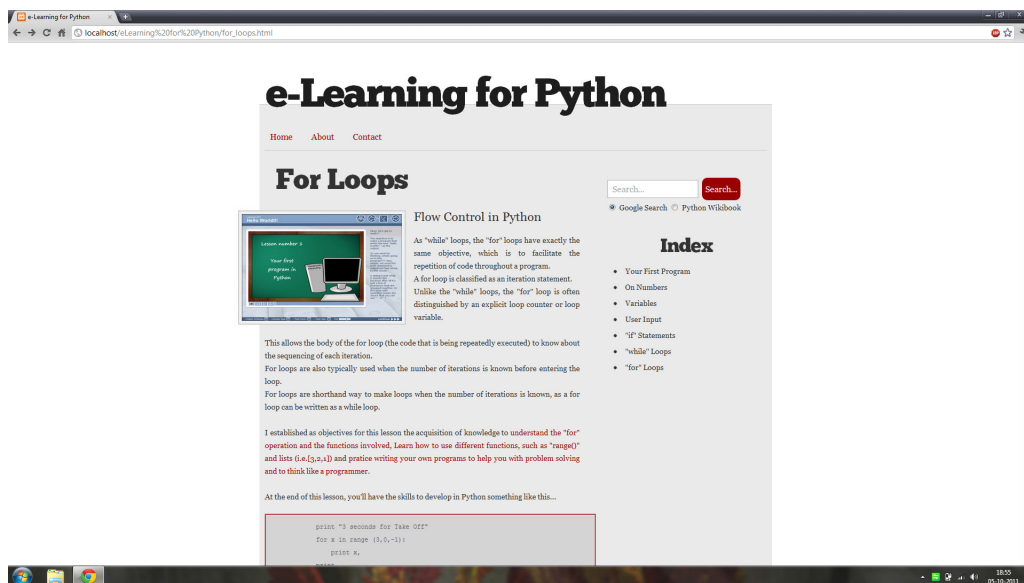 e-Learning for Python
localhost/eLearning%20for%20Python/for_loops.html
e-Learning for Python
Home About Contact
For Loops
Search... Search...
Google Search Python Wikibook
Flow Control in Python
Lesson number 1
Your first
program in
Python
As "while" loops, the "for" loops have exactly the
same objective, which is to facilitate the
repetition of code throughout a program.
A for loop is classified as an iteration statement.
Unlike the "while" loops, the "for" loop is often
distinguished by an explicit loop counter or loop
variable.
This allows the body of the for loop (the code that is being repeatedly executed) to know about
the sequencing of each iteration.
For loops are also typically used when the number of iterations is known before entering the
loop.
For loops are shorthand way to make loops when the number of iterations is known, as a for
loop can be written as a while loop.
I established as objectives for this lesson the acquisition of knowledge to understand the "for"
operation and the functions involved, Learn how to use different functions, such as "range()"
and lists (i.e.[3,2,1]) and pratice writing your own programs to help you with problem solving
and to think like a programmer.
At the end of this lesson, you'll have the skills to develop in Python something like this...
print "3 seconds for Take Off"
for x in range (3,0,-1):
print x,
Index
Your First Program
On Numbers
Variables
User Input
"if" Statements
"while" Loops
"for" Loops
18:55
05-10-2011